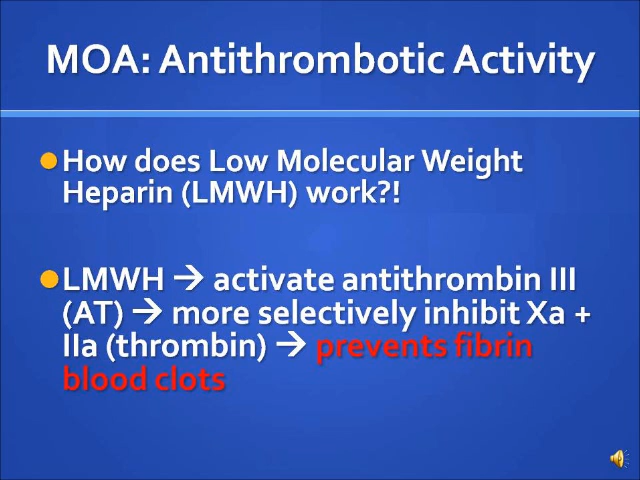 MOA: Antithrombotic Activity
How does Low Molecular Weight
Heparin (LMWH) work?!
LMWH → activate antithrombin III
(AT) → more selectively inhibit Xa +
IIa (thrombin) → prevents fibrin
blood clots